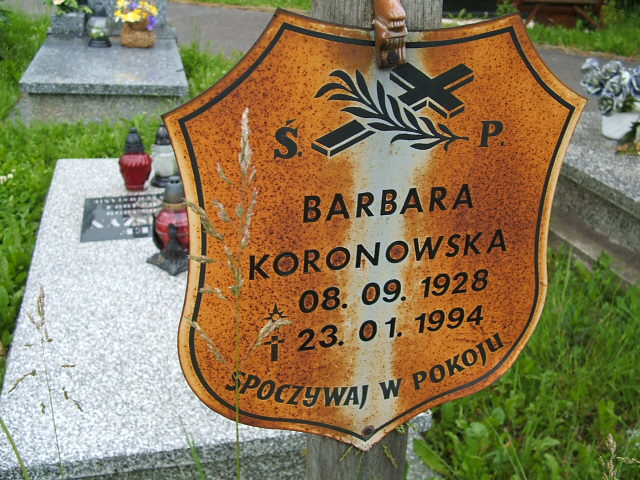 Ś. P.
BARBARA
KORONOWSKA
08. 09. 1928
23. 01. 1994
SPOCZYWAJ W POKOJU